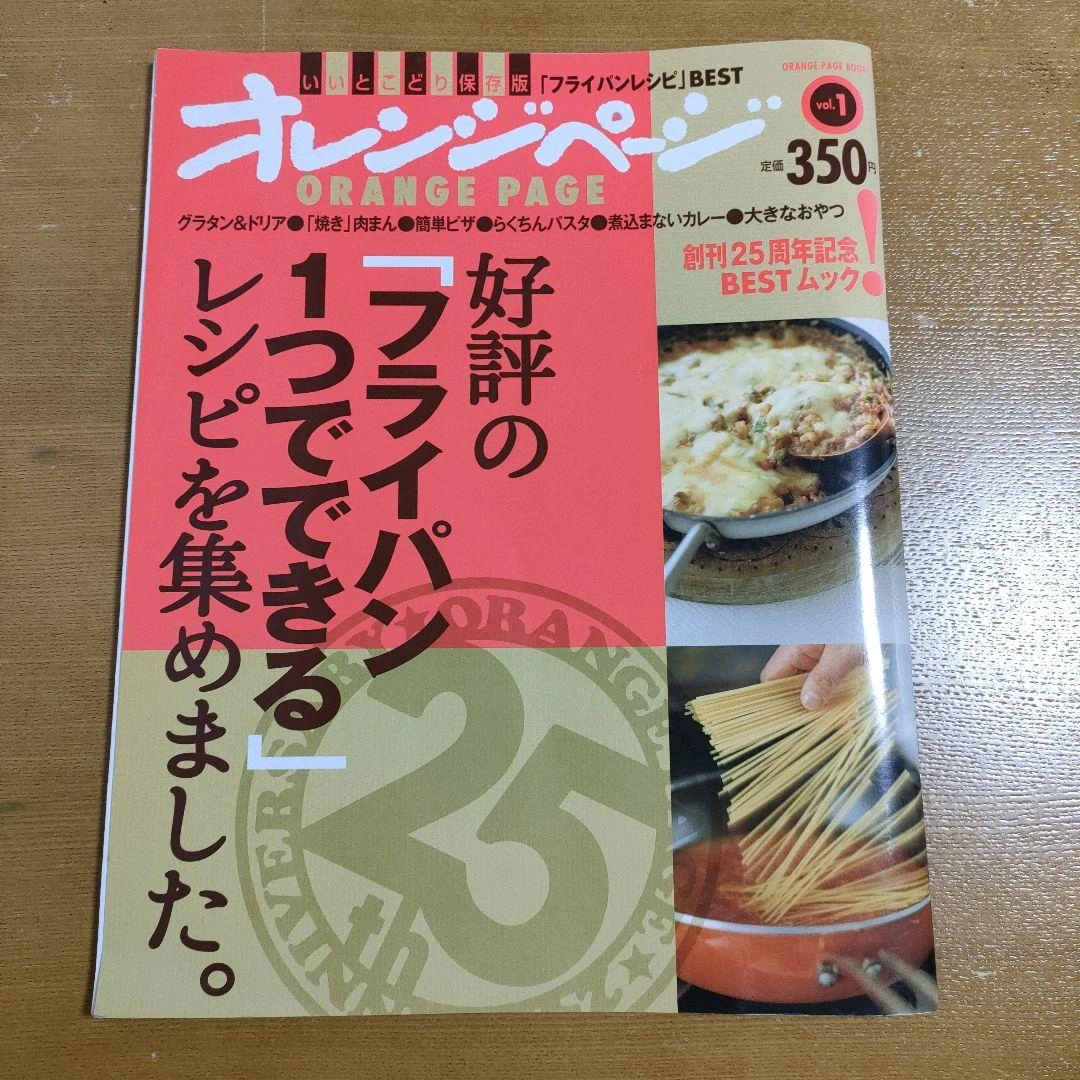 いいとこどり保存版 「フライパンレシピ」BEST
ORANGE PAGE BOOKS
オレンジページ
ORANGE PAGE
vol.1
定価350円
グラタン&ドリア●「焼き」肉まん●簡単ピザ●らくちんパスタ●煮込まないカレー●大きなおやつ
創刊25周年記念
BESTムック!
好評の
「フライパン
1つでできる」
レシピを集めました。
25th
ANNIVERSARY★ORANGE PAGE★